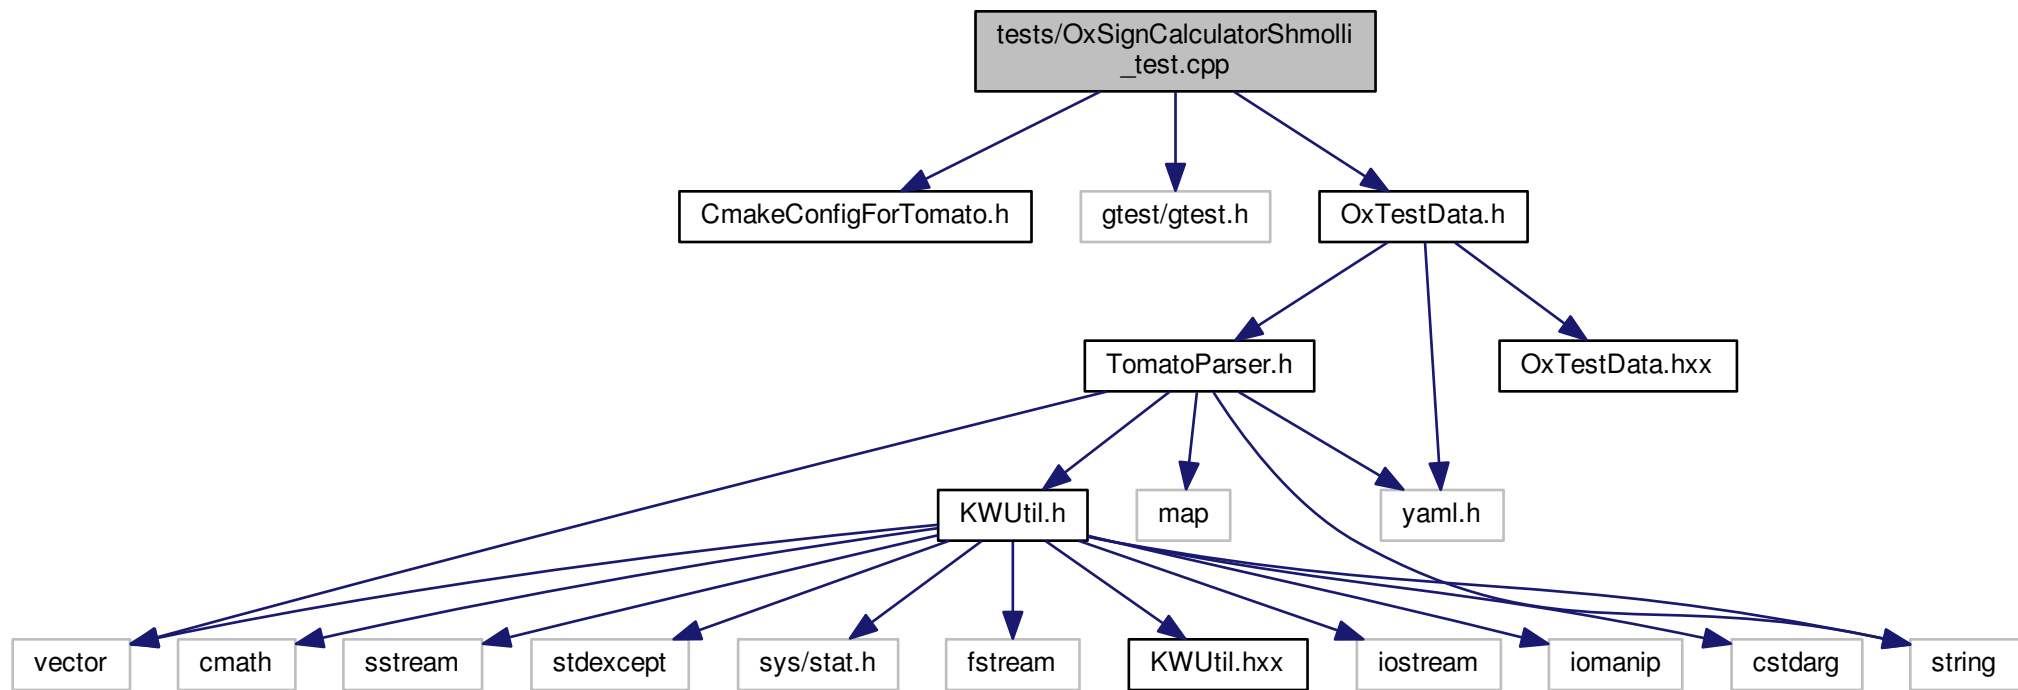 tests/OxSignCalculatorShmolli
_test.cpp
CmakeConfigForTomato.h
gtest/gtest.h
OxTestData.h
TomatoParser.h
OxTestData.hxx
KWUtil.h
map
yaml.h
vector
cmath
sstream
stdexcept
sys/stat.h
fstream
KWUtil.hxx
iostream
iomanip
cstdarg
string